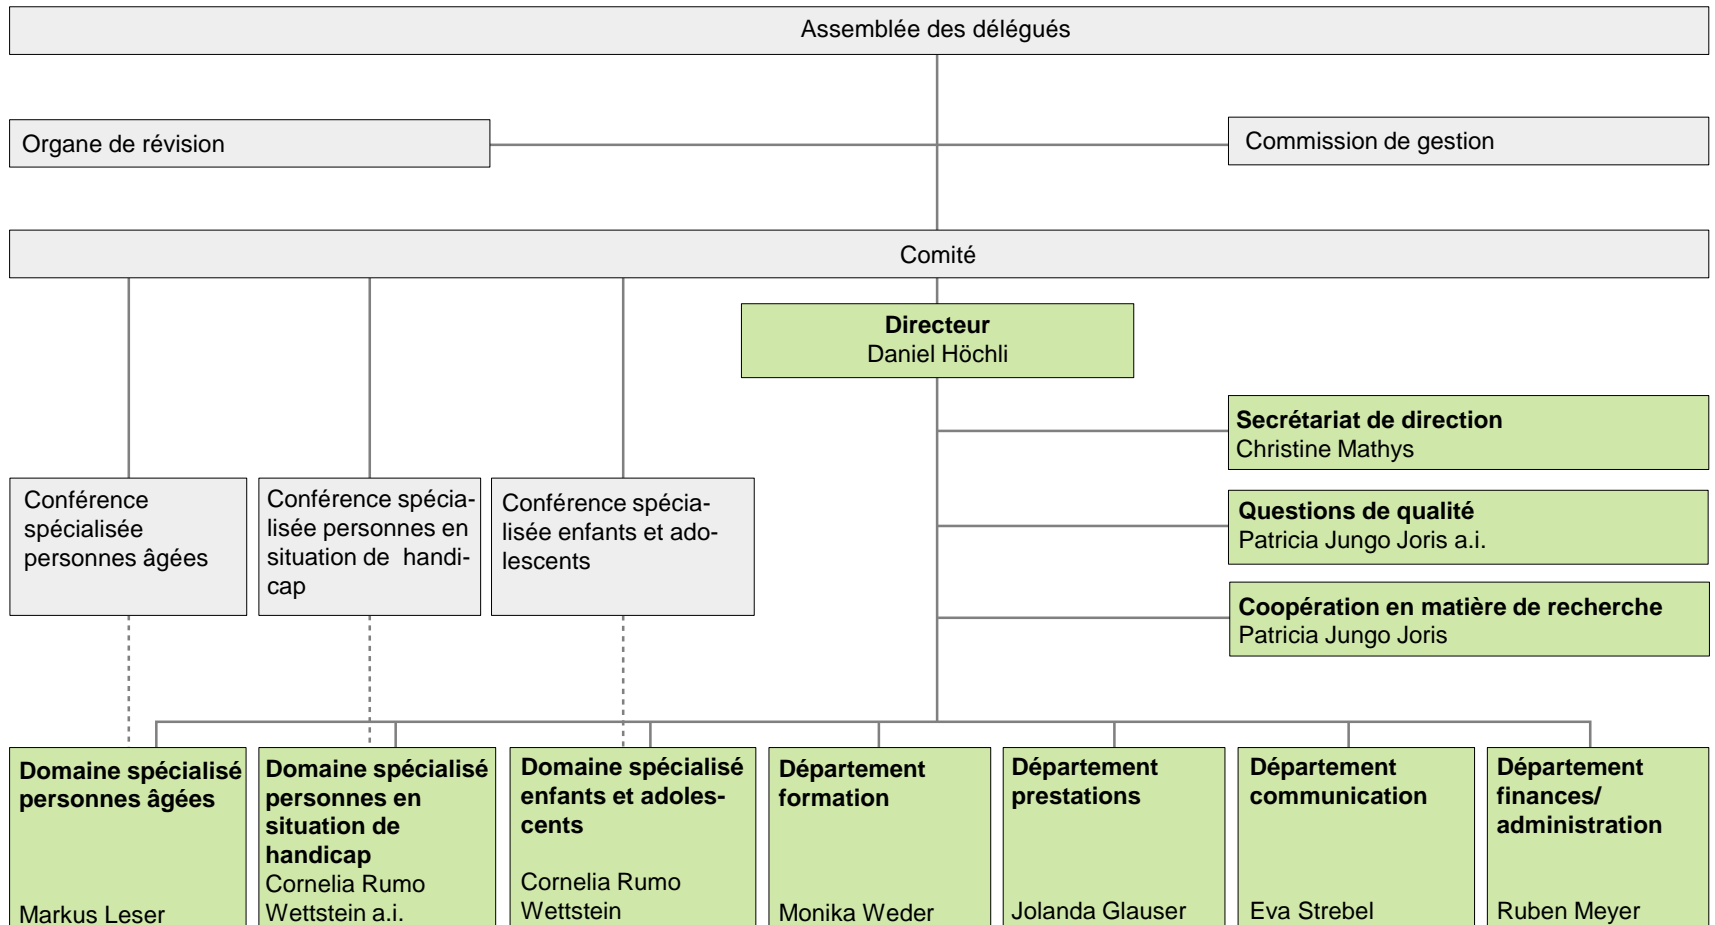 Assemblée des délégués
Organe de révision
Commission de gestion
Comité
Directeur
Daniel Höchli
Secrétariat de direction
Christine Mathys
Conférence
spécialisée
personnes âgées
Conférence spécia-
lisée personnes en
situation de handi-
cap
Conférence spécia-
lisée enfants et ado-
lescents
Questions de qualité
Patricia Jungo Joris a.i.
Coopération en matière de recherche
Patricia Jungo Joris
Domaine spécialisé
personnes âgées
Markus Leser
Domaine spécialisé
personnes en
situation de
handicap
Cornelia Rumo
Wettstein a.i.
Domaine spécialisé
enfants et adoles-
cents
Cornelia Rumo
Wettstein
Département
formation
Monika Weder
Département
prestations
Jolanda Glauser
Département
communication
Eva Strebel
Département
finances/
administration
Ruben Meyer